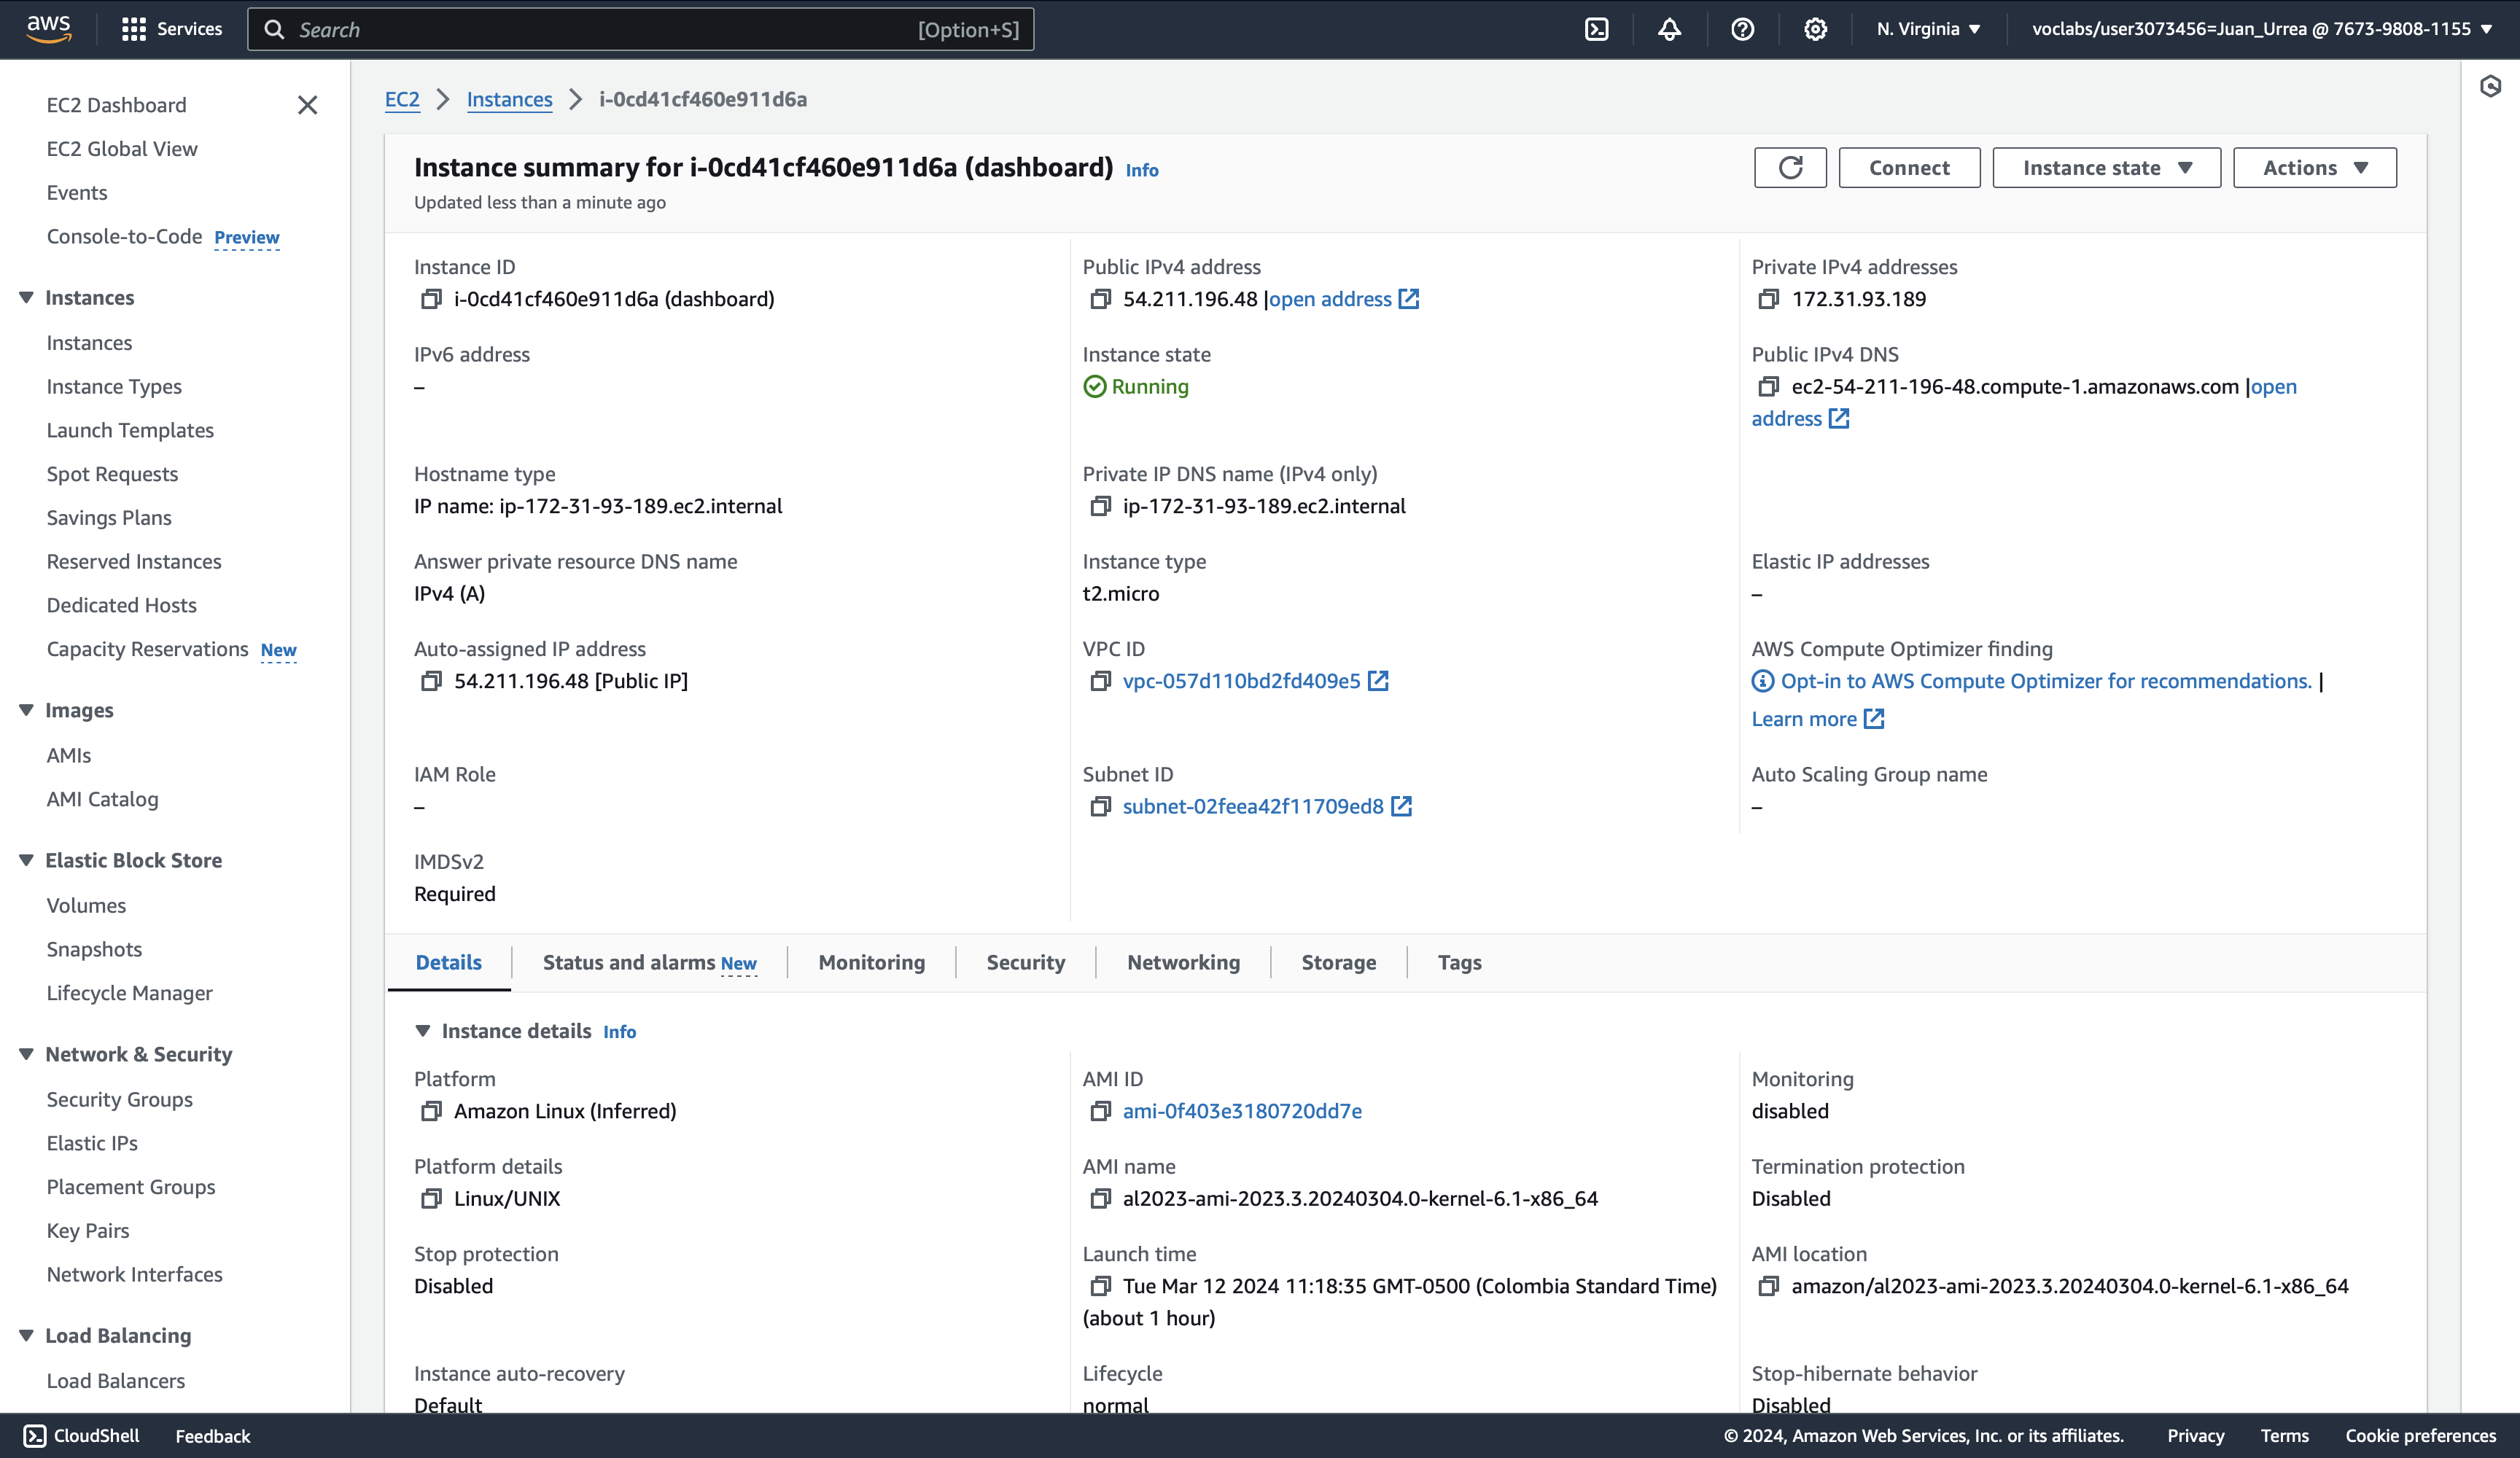 aws
Services
Search
[Option+S]
N. Virginia
voclabs/user3073456=Juan_Urrea @ 7673-9808-1155
EC2 Dashboard
EC2 Global View
Events
Console-to-Code Preview
Instances
Instances
Instance Types
Launch Templates
Spot Requests
Savings Plans
Reserved Instances
Dedicated Hosts
Capacity Reservations New
Images
AMIs
AMI Catalog
Elastic Block Store
Volumes
Snapshots
Lifecycle Manager
Network & Security
Security Groups
Elastic IPs
Placement Groups
Key Pairs
Network Interfaces
Load Balancing
Load Balancers
EC2
Instances
i-0cd41cf460e911d6a
Instance summary for i-0cd41cf460e911d6a (dashboard) Info
Updated less than a minute ago
Connect
Instance state
Actions
Instance ID
i-0cd41cf460e911d6a (dashboard)
Public IPv4 address
54.211.196.48 |open address
Private IPv4 addresses
172.31.93.189
IPv6 address
–
Instance state
Running
Public IPv4 DNS
ec2-54-211-196-48.compute-1.amazonaws.com |open
address
Hostname type
IP name: ip-172-31-93-189.ec2.internal
Private IP DNS name (IPv4 only)
ip-172-31-93-189.ec2.internal
Answer private resource DNS name
IPv4 (A)
Instance type
t2.micro
Elastic IP addresses
–
Auto-assigned IP address
54.211.196.48 [Public IP]
VPC ID
vpc-057d110bd2fd409e5
AWS Compute Optimizer finding
Opt-in to AWS Compute Optimizer for recommendations. |
Learn more
IAM Role
–
Subnet ID
subnet-02feea42f11709ed8
Auto Scaling Group name
–
IMDSv2
Required
Details
Status and alarms New
Monitoring
Security
Networking
Storage
Tags
Instance details Info
Platform
Amazon Linux (Inferred)
AMI ID
ami-0f403e3180720dd7e
Monitoring
disabled
Platform details
Linux/UNIX
AMI name
al2023-ami-2023.3.20240304.0-kernel-6.1-x86_64
Termination protection
Disabled
Stop protection
Disabled
Launch time
Tue Mar 12 2024 11:18:35 GMT-0500 (Colombia Standard Time)
(about 1 hour)
AMI location
amazon/al2023-ami-2023.3.20240304.0-kernel-6.1-x86_64
Instance auto-recovery
Default
Lifecycle
normal
Stop-hibernate behavior
Disabled
CloudShell
Feedback
© 2024, Amazon Web Services, Inc. or its affiliates.
Privacy
Terms
Cookie preferences